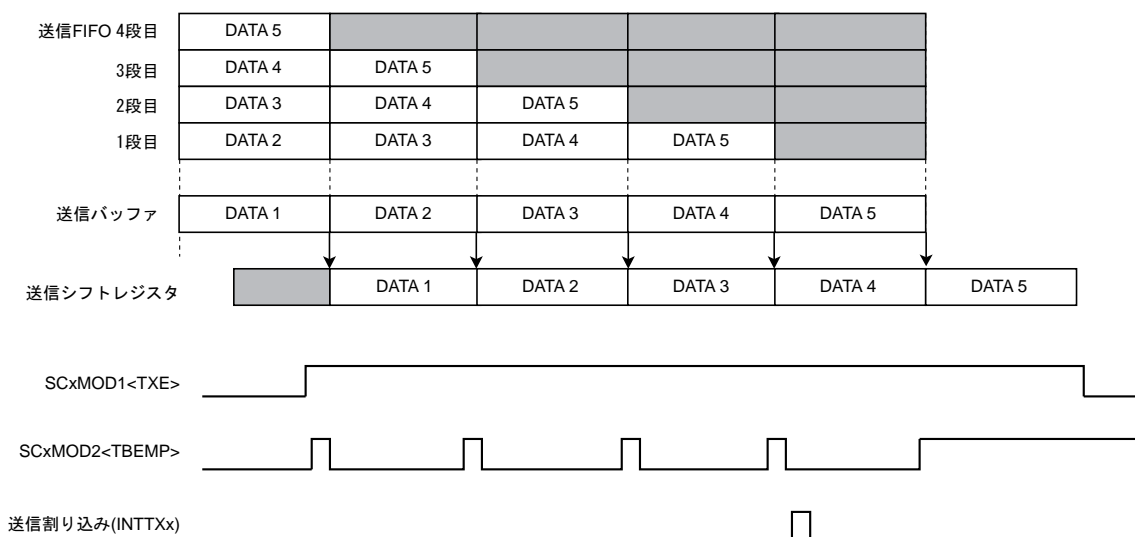 送信FIFO 4段目 DATA 5
3段目 DATA 4 DATA 5
2段目 DATA 3 DATA 4 DATA 5
1段目 DATA 2 DATA 3 DATA 4 DATA 5
送信バッファ DATA 1 DATA 2 DATA 3 DATA 4 DATA 5
送信シフトレジスタ DATA 1 DATA 2 DATA 3 DATA 4 DATA 5
SCxMOD1<TXE>
SCxMOD2<TBEMP>
送信割り込み(INTTXx)